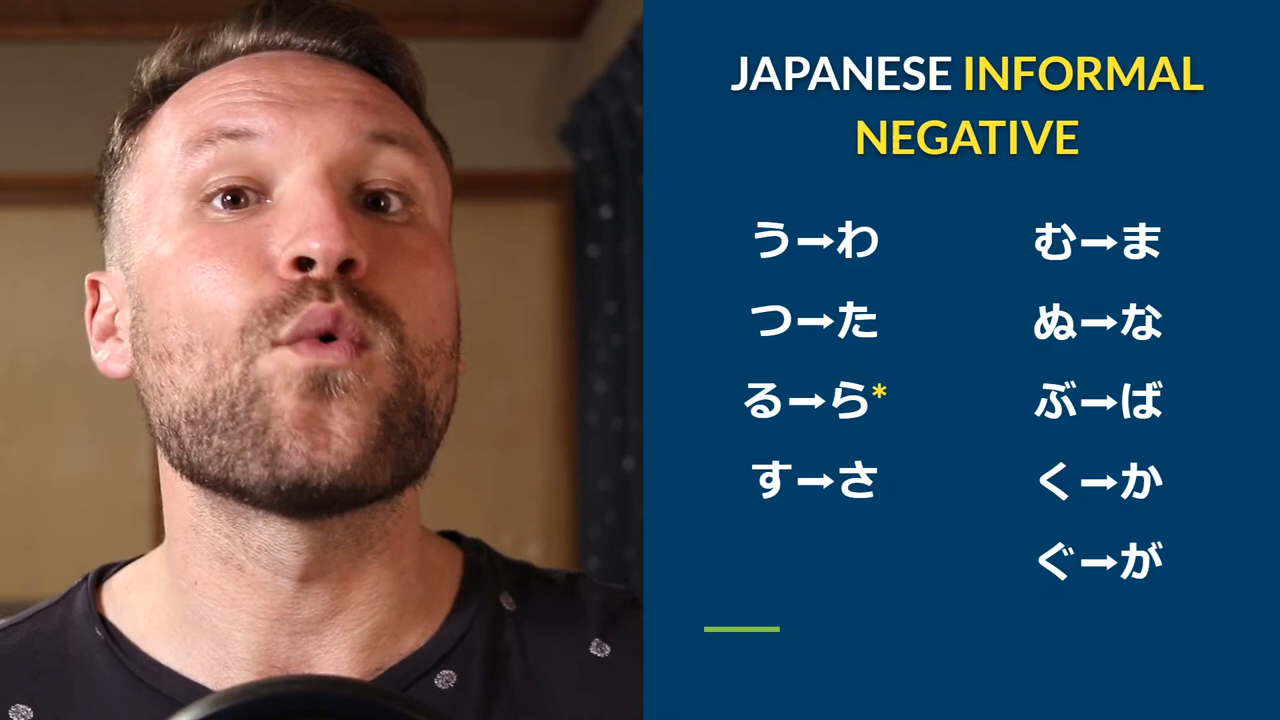 JAPANESE INFORMAL
NEGATIVE
う→わ
つ→た
る→ら*
す→さ
む→ま
ぬ→な
ぶ→ば
く→か
ぐ→が